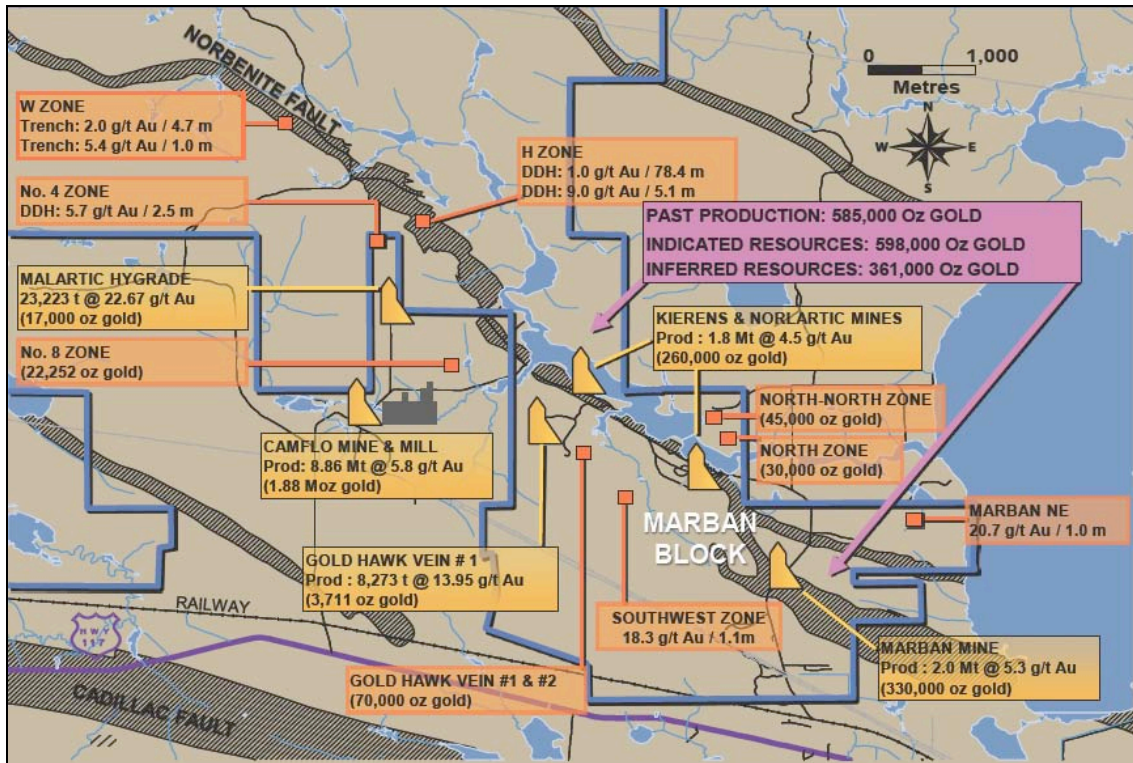 NORBENITE FAULT
0 1,000
Metres
N
W E
S
W ZONE
Trench: 2.0 g/t Au / 4.7 m
Trench: 5.4 g/t Au / 1.0 m
H ZONE
DDH: 1.0 g/t Au / 78.4 m
DDH: 9.0 g/t Au / 5.1 m
No. 4 ZONE
DDH: 5.7 g/t Au / 2.5 m
PAST PRODUCTION: 585,000 Oz GOLD
INDICATED RESOURCES: 598,000 Oz GOLD
INFERRED RESOURCES: 361,000 Oz GOLD
MALARTIC HYGRADE
23,223 t @ 22.67 g/t Au
(17,000 oz gold)
KIERENS & NORLARTIC MINES
Prod : 1.8 Mt @ 4.5 g/t Au
(260,000 oz gold)
No. 8 ZONE
(22,252 oz gold)
NORTH-NORTH ZONE
(45,000 oz gold)
NORTH ZONE
(30,000 oz gold)
CAMFLO MINE & MILL
Prod: 8.86 Mt @ 5.8 g/t Au
(1.88 Moz gold)
MARBAN NE
20.7 g/t Au / 1.0 m
MARBAN
BLOCK
GOLD HAWK VEIN # 1
Prod : 8,273 t @ 13.95 g/t Au
(3,711 oz gold)
RAILWAY
HWY
117
SOUTHWEST ZONE
18.3 g/t Au / 1.1m
MARBAN MINE
Prod : 2.0 Mt @ 5.3 g/t Au
(330,000 oz gold)
GOLD HAWK VEIN #1 & #2
(70,000 oz gold)
CADILLAC FAULT